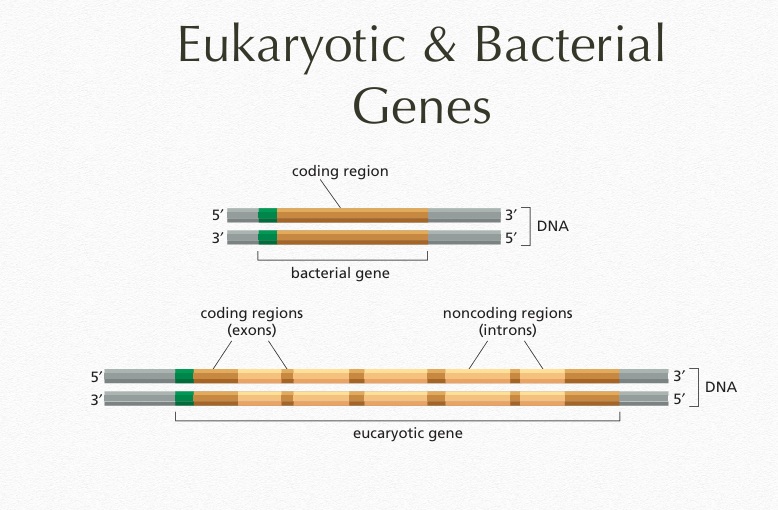 Eukaryotic & Bacterial
Genes
coding region
5′ 3′
DNA
3′ 5′
bacterial gene
coding regions
(exons)
noncoding regions
(introns)
5′ 3′
DNA
3′ 5′
eucaryotic gene